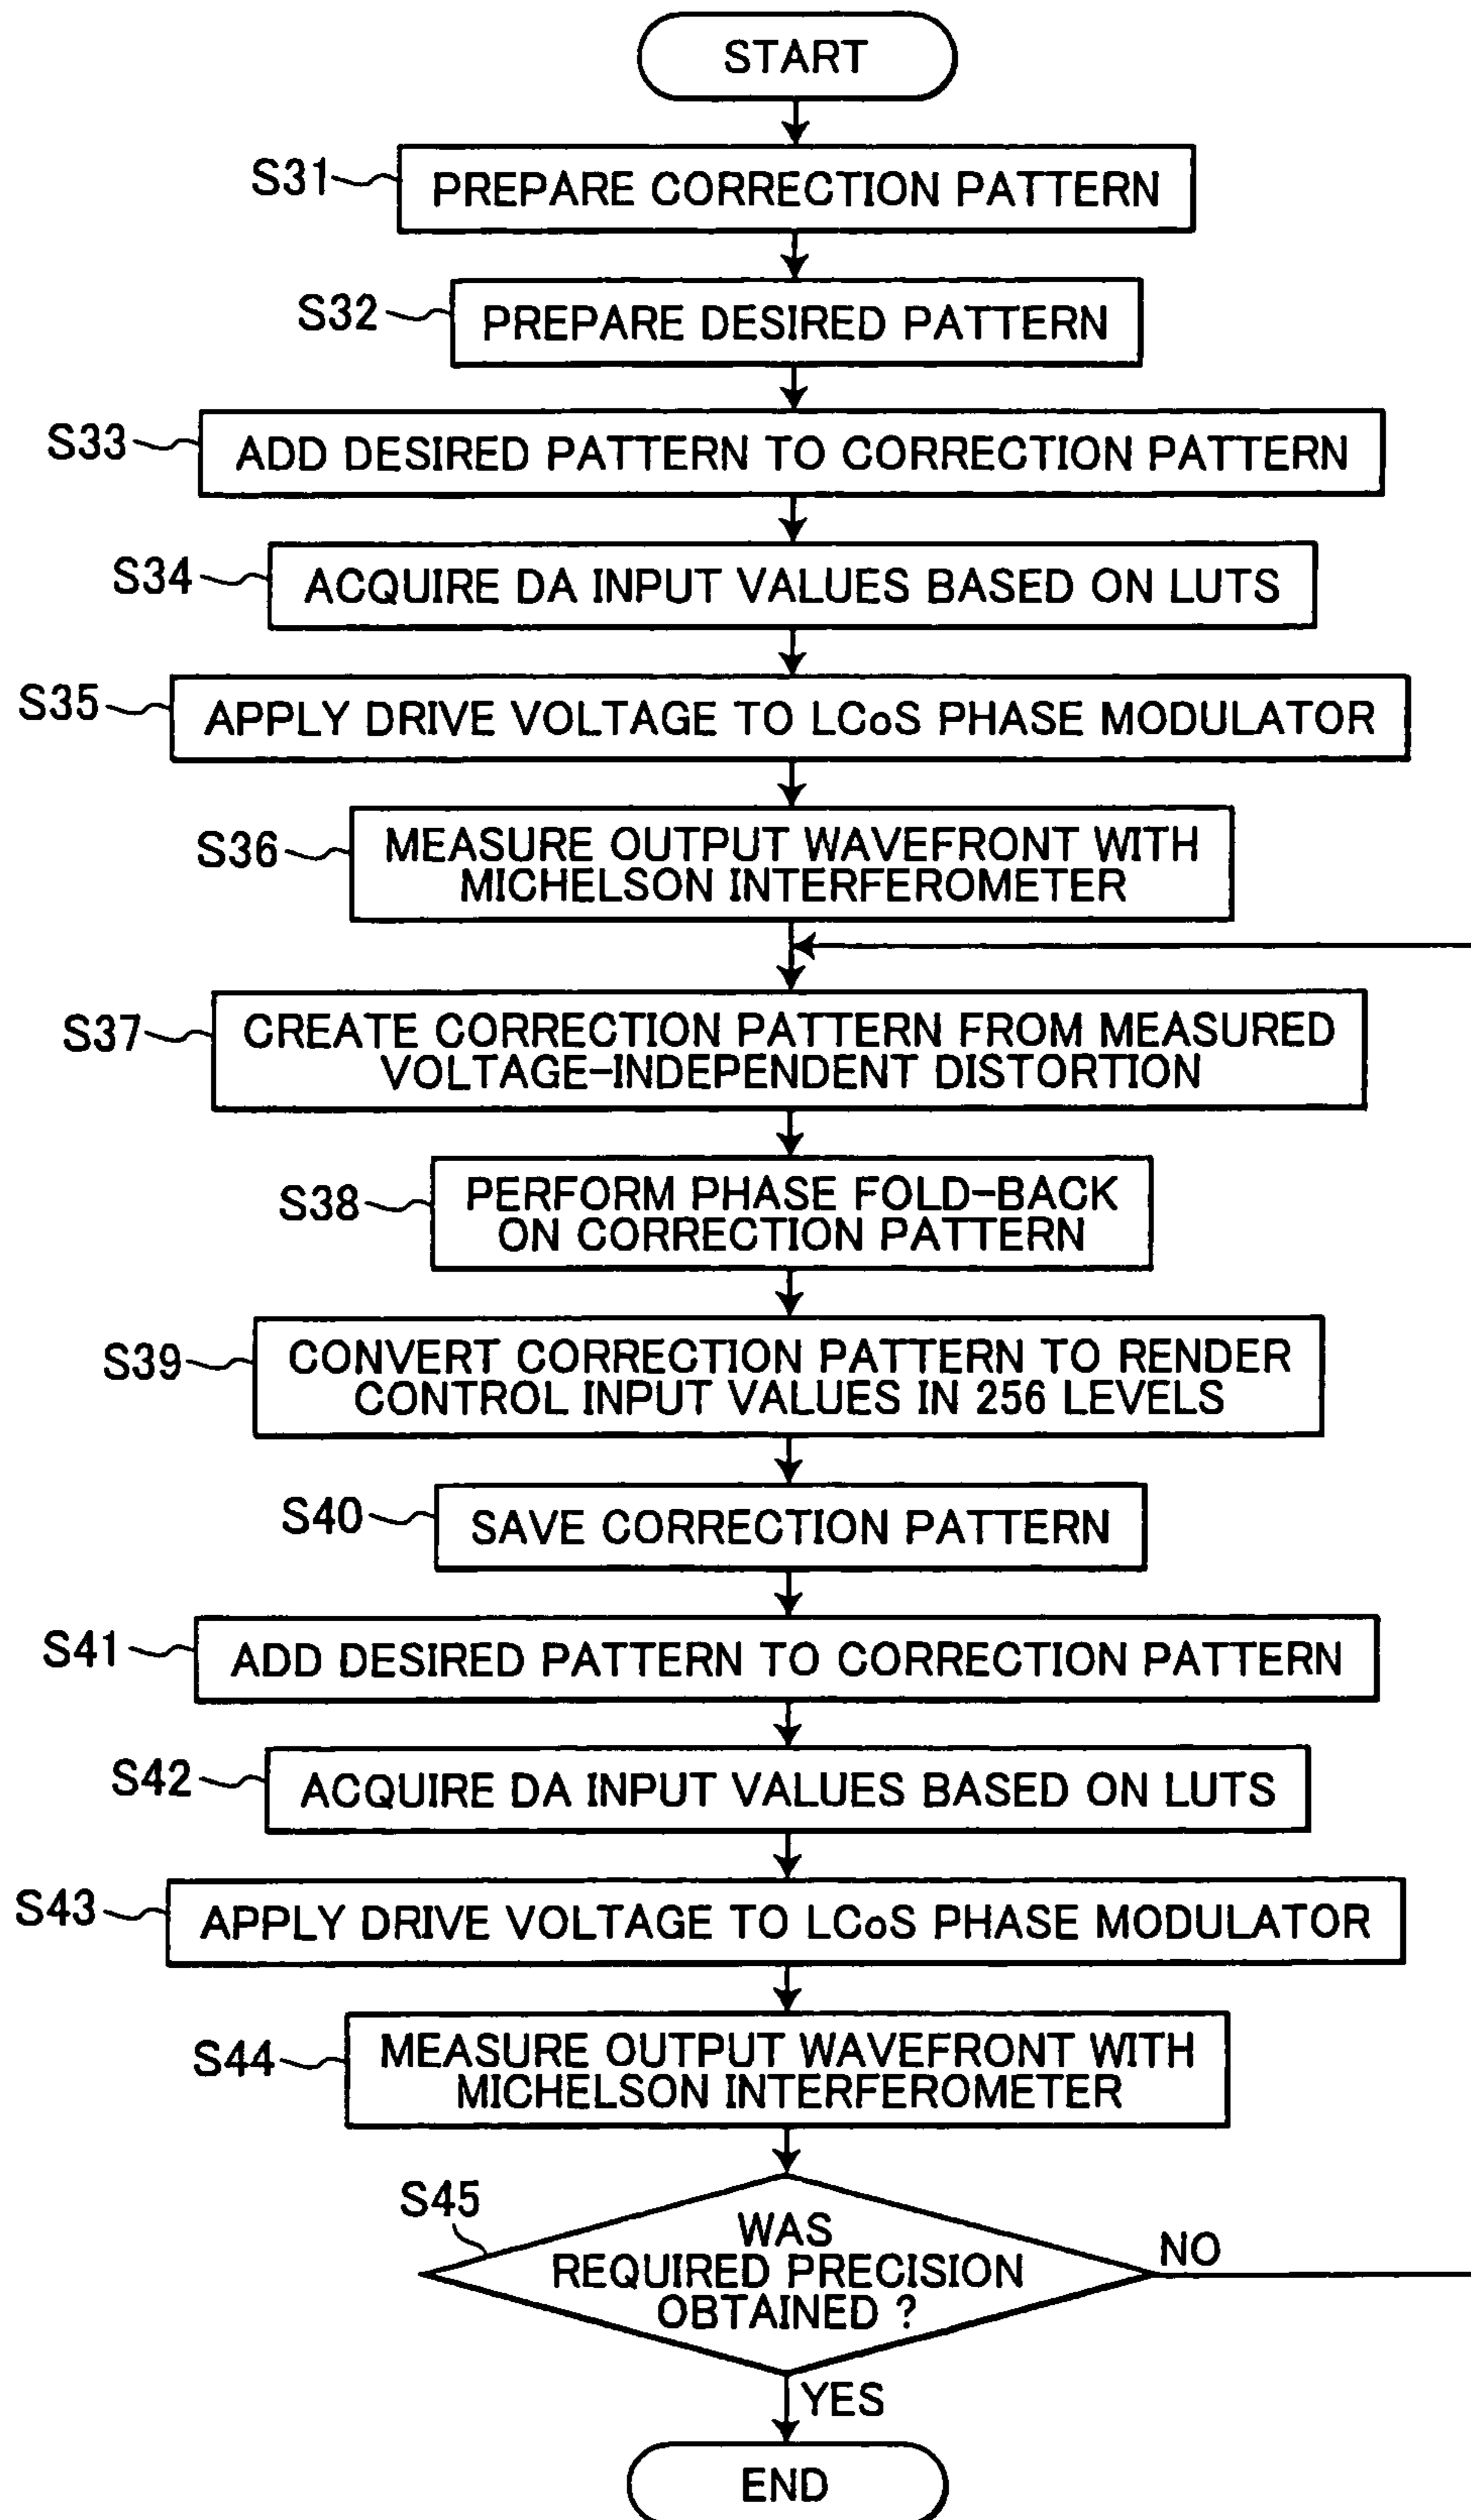 START
S31
PREPARE CORRECTION PATTERN
S32
PREPARE DESIRED PATTERN
S33
ADD DESIRED PATTERN TO CORRECTION PATTERN
S34
ACQUIRE DA INPUT VALUES BASED ON LUTS
S35
APPLY DRIVE VOLTAGE TO LCoS PHASE MODULATOR
S36
MEASURE OUTPUT WAVEFRONT WITH
MICHELSON INTERFEROMETER
S37
CREATE CORRECTION PATTERN FROM MEASURED
VOLTAGE-INDEPENDENT DISTORTION
S38
PERFORM PHASE FOLD-BACK
ON CORRECTION PATTERN
S39
CONVERT CORRECTION PATTERN TO RENDER
CONTROL INPUT VALUES IN 256 LEVELS
S40
SAVE CORRECTION PATTERN
S41
ADD DESIRED PATTERN TO CORRECTION PATTERN
S42
ACQUIRE DA INPUT VALUES BASED ON LUTS
S43
APPLY DRIVE VOLTAGE TO LCoS PHASE MODULATOR
S44
MEASURE OUTPUT WAVEFRONT WITH
MICHELSON INTERFEROMETER
S45
WAS
REQUIRED PRECISION
OBTAINED ?
NO
YES
END